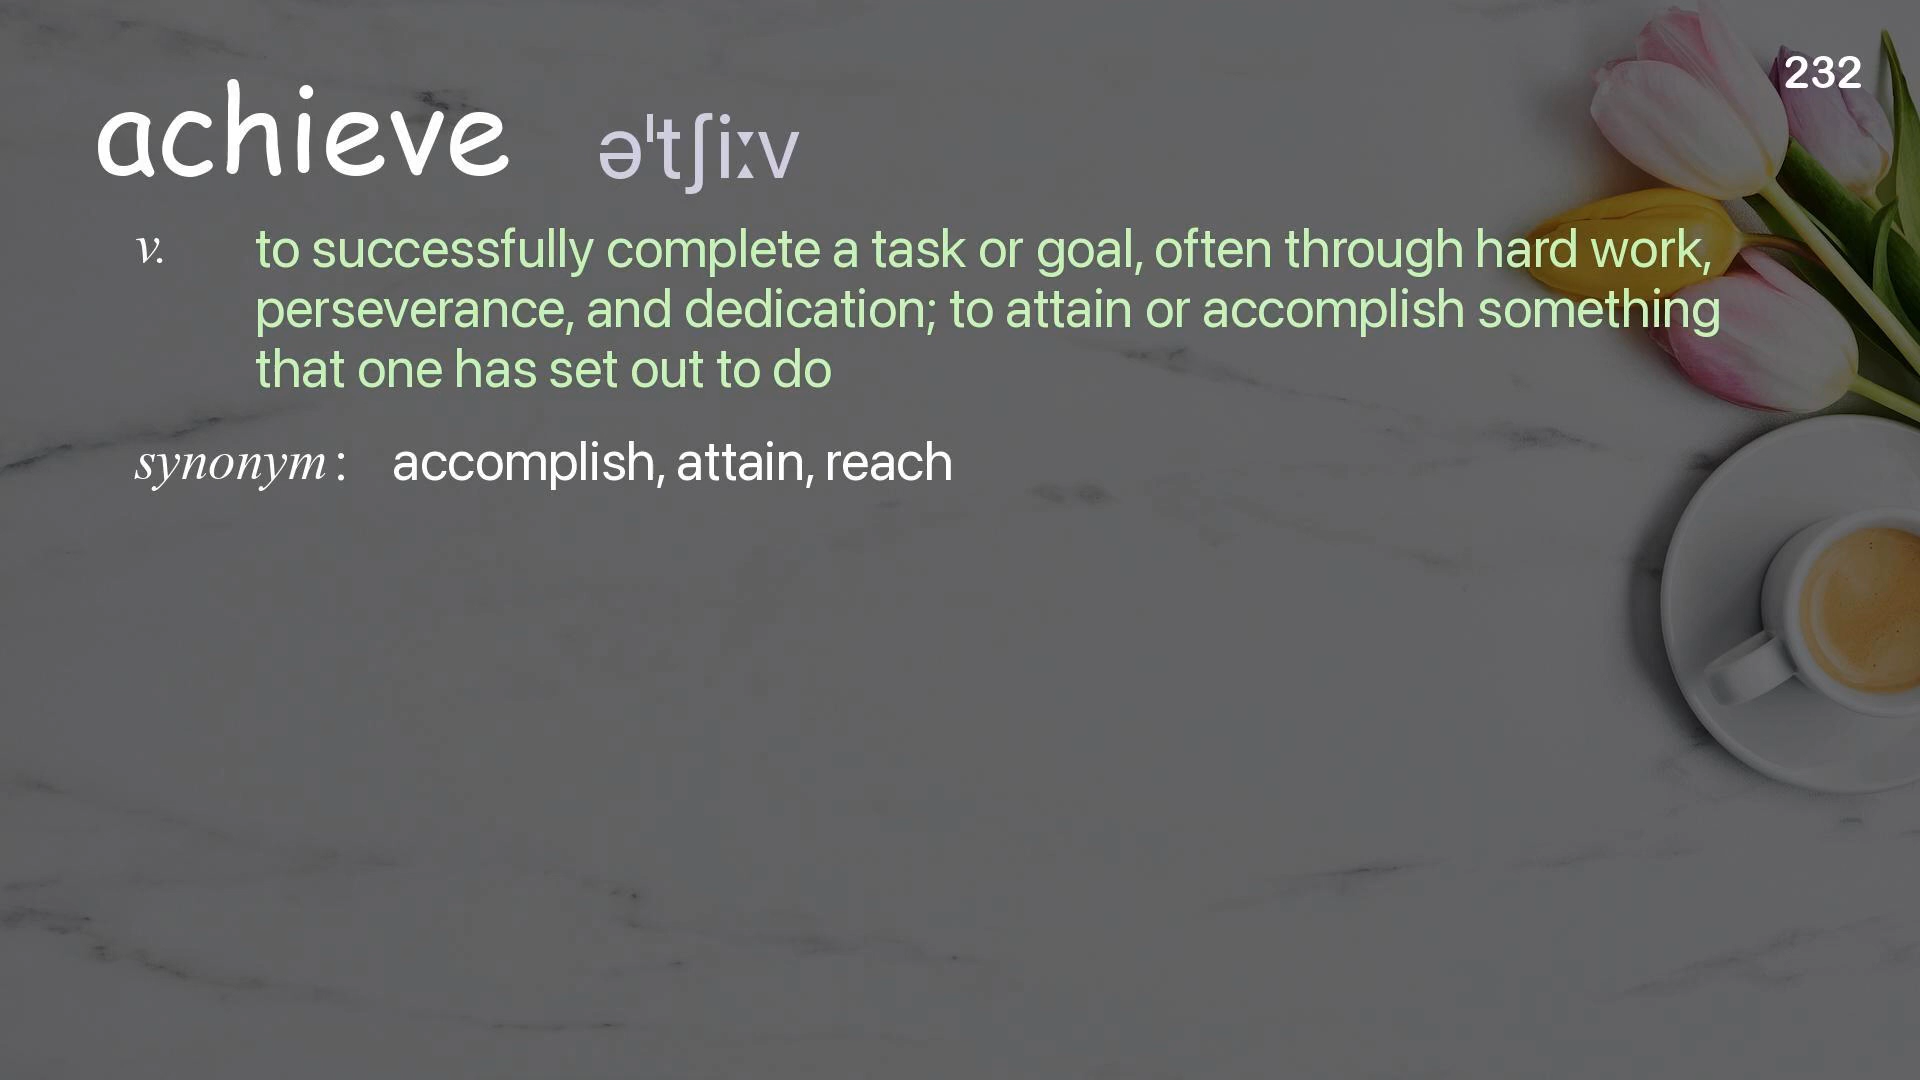 232
achieve əˈtʃiːv
v. to successfully complete a task or goal, often through hard work,
perseverance, and dedication; to attain or accomplish something
that one has set out to do
synonym: accomplish, attain, reach